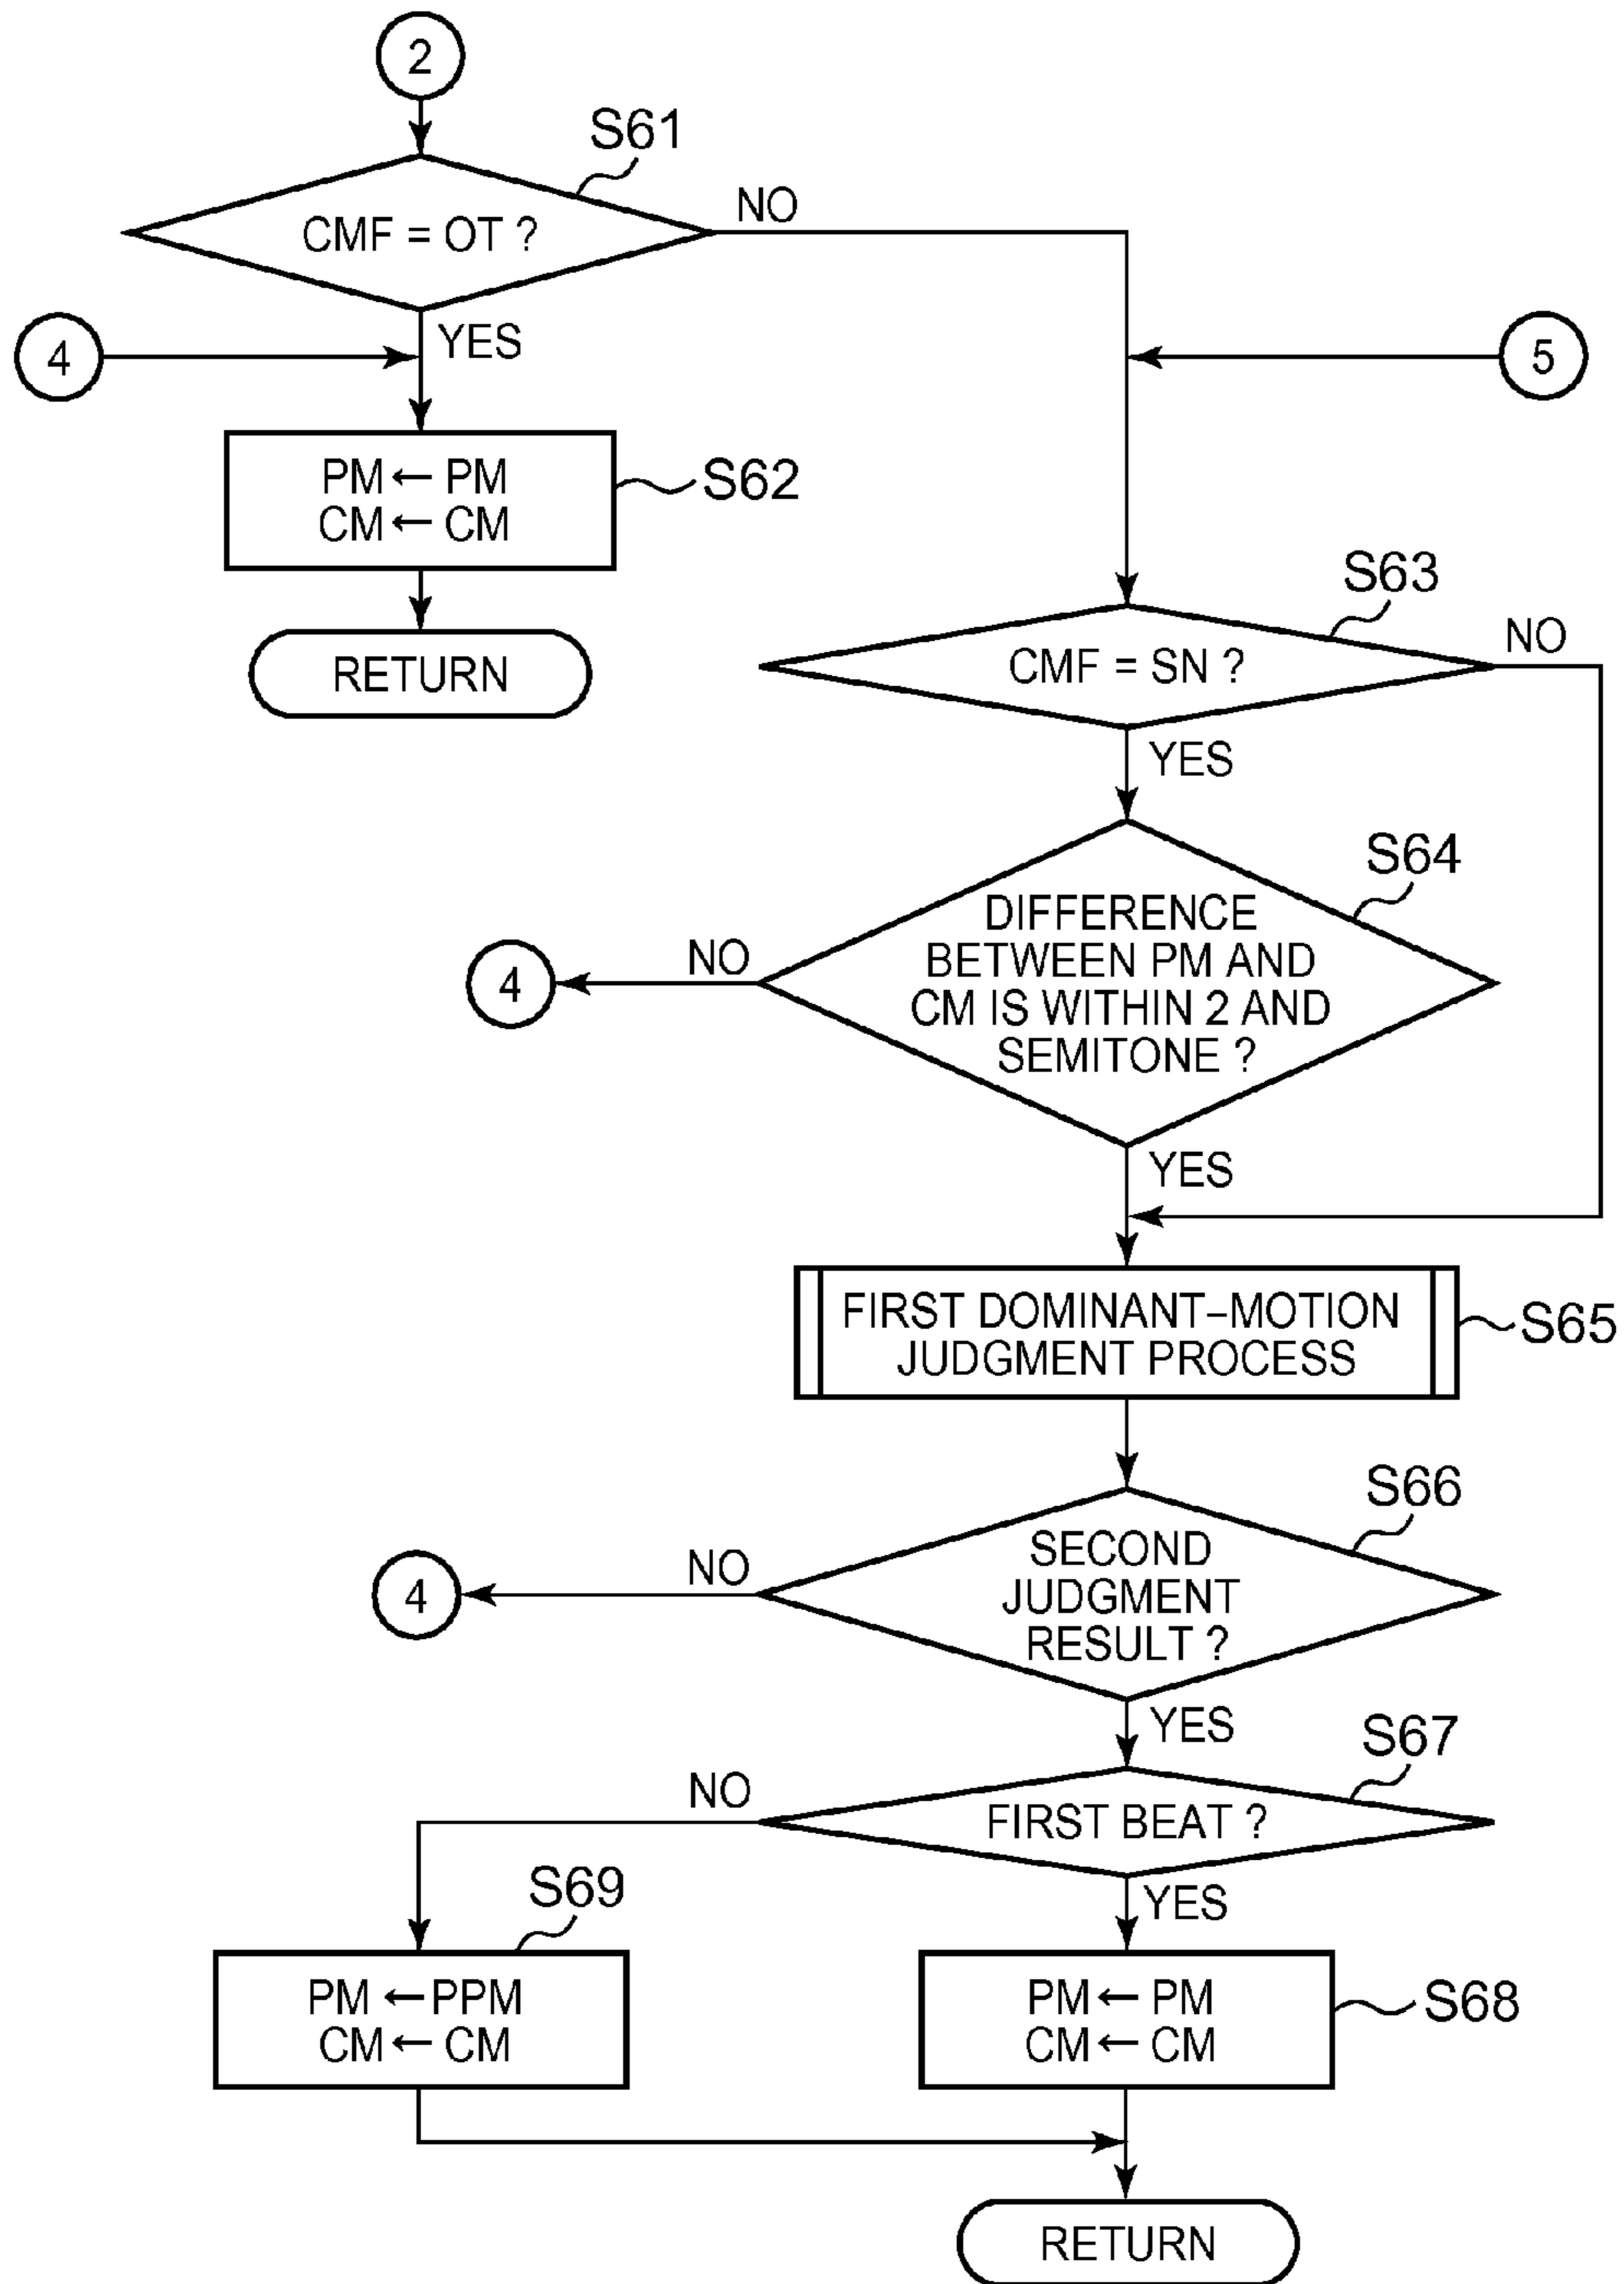 2
S61
CMF = OT ?
NO
YES
4
5
PM ← PM
CM ← CM
S62
RETURN
S63
CMF = SN ?
NO
YES
S64
DIFFERENCE
BETWEEN PM AND
CM IS WITHIN 2 AND
SEMITONE ?
NO
4
YES
FIRST DOMINANT–MOTION
JUDGMENT PROCESS
S65
S66
SECOND
JUDGMENT
RESULT ?
NO
4
YES
S67
FIRST BEAT ?
NO
YES
S69
PM ← PPM
CM ← CM
PM ← PM
CM ← CM
S68
RETURN